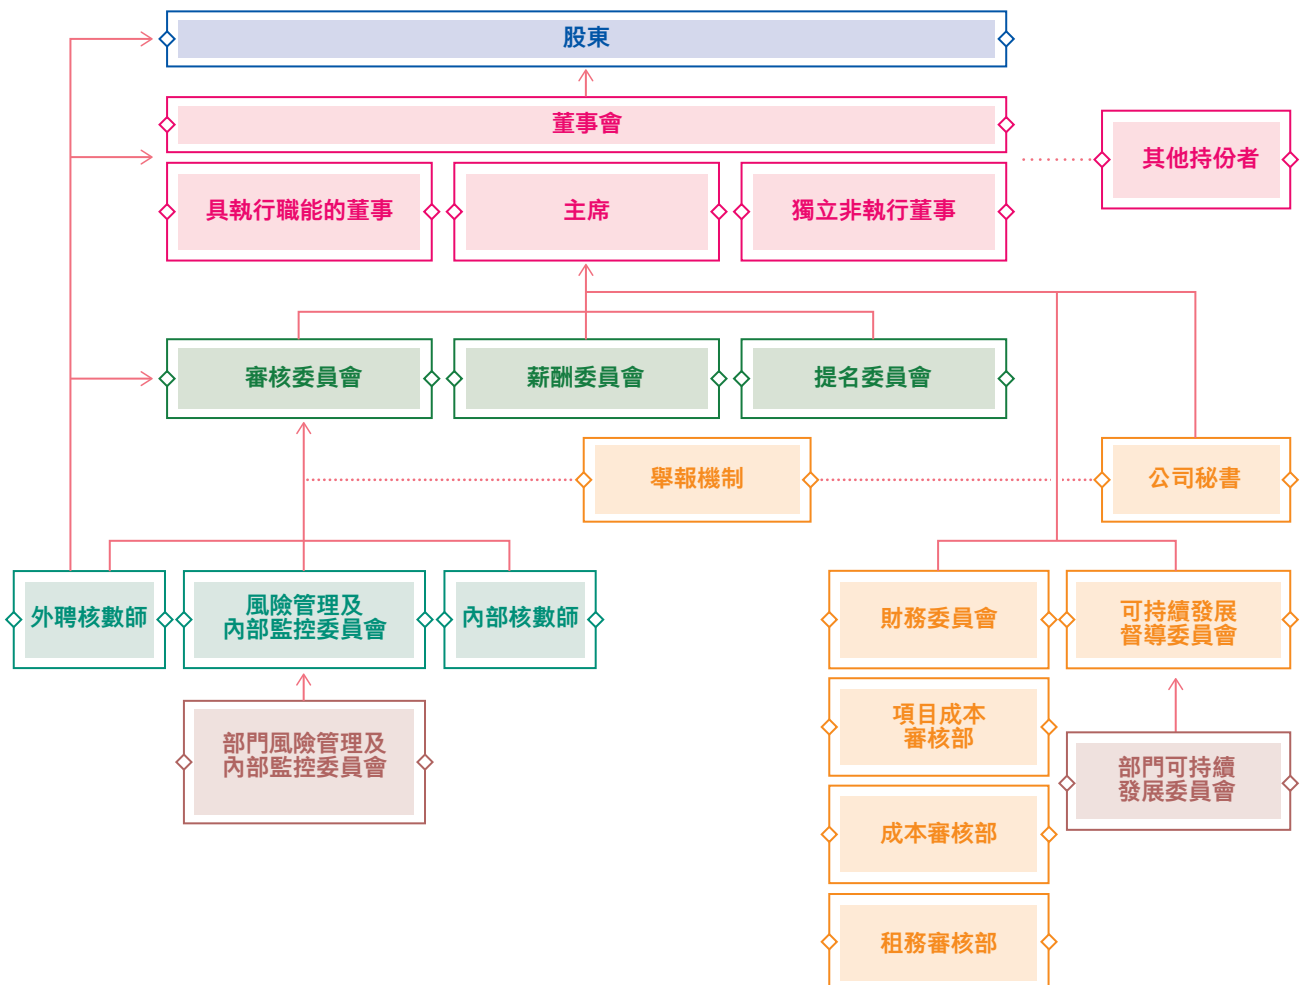 股東
董事會
其他持份者
具執行職能的董事
主席
獨立非執行董事
審核委員會
薪酬委員會
提名委員會
舉報機制
公司秘書
外聘核數師
風險管理及
內部監控委員會
內部核數師
財務委員會
可持續發展
督導委員會
部門風險管理及
內部監控委員會
項目成本
審核部
部門可持續
發展委員會
成本審核部
租務審核部